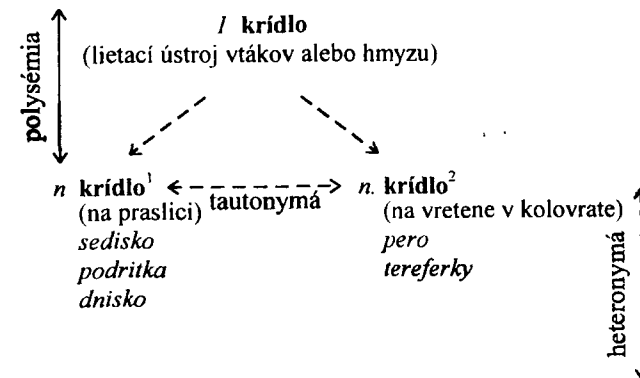 l krídlo
(lietací ústroj vtákov alebo hmyzu)
polysémia
n krídlo¹ tautonymá n. krídlo²
(na praslici) (na vretene v kolovrate)
sedisko pero
podritka tereferky
dnisko
heteronymá